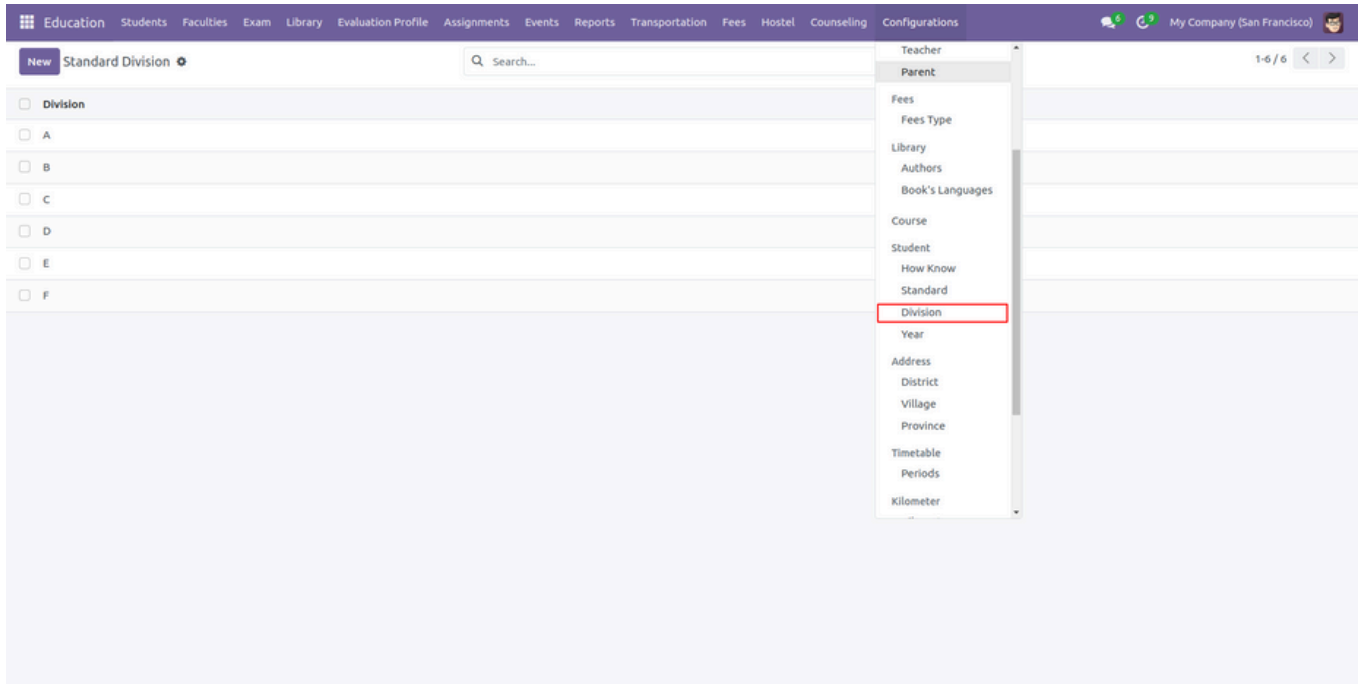 Education Students Faculties Exam Library Evaluation Profile Assignments Events Reports Transportation Fees Hostel Counseling Configurations 6 9 My Company (San Francisco)
New Standard Division Search... 1-6 / 6
Division
A
B
C
D
E
F
Teacher
Parent
Fees
Fees Type
Library
Authors
Book's Languages
Course
Student
How Know
Standard
Division
Year
Address
District
Village
Province
Timetable
Periods
Kilometer